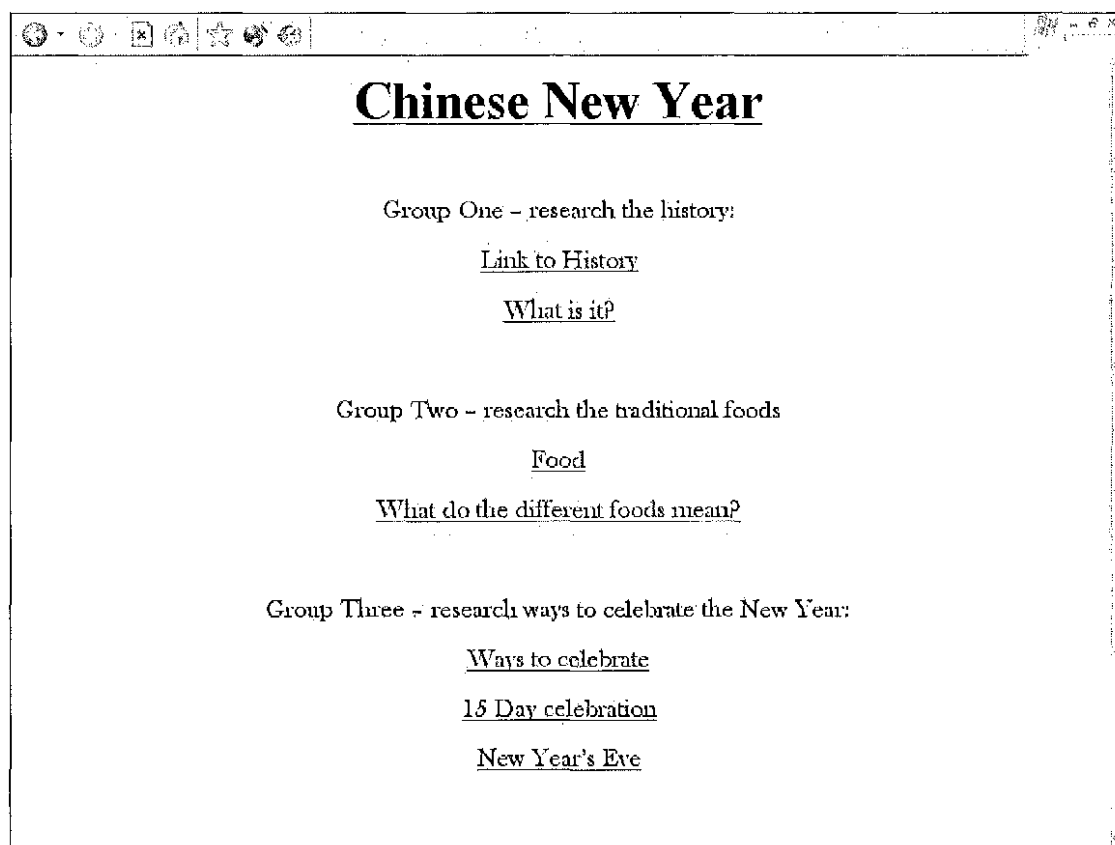 Chinese New Year
Group One – research the history:
Link to History
What is it?
Group Two – research the traditional foods
Food
What do the different foods mean?
Group Three – research ways to celebrate the New Year:
Ways to celebrate
15 Day celebration
New Year's Eve